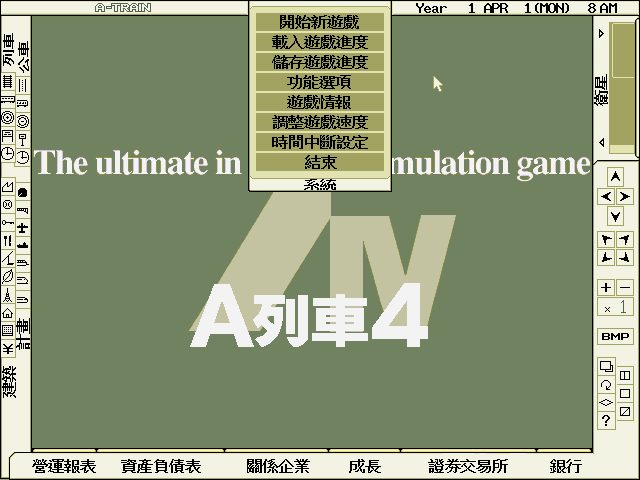 A-TRAIN
Year 1 APR 1(MON) 8 AM
開始新遊戲
載入遊戲進度
儲存遊戲進度
功能選項
遊戲情報
調整遊戲速度
時間中斷設定
結束
系統
列車
公車
計畫
建築
衛星
The ultimate in
mulation game
A列車4
× 1
BMP
?
營運報表 資產負債表 關係企業 成長 證券交易所 銀行